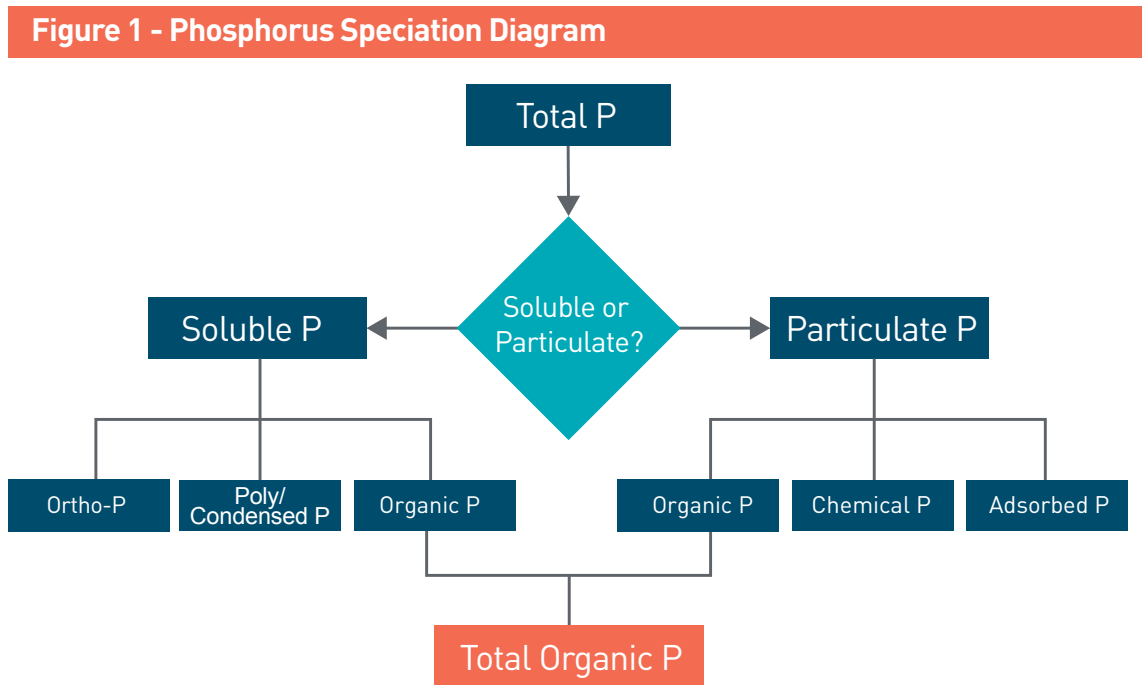 Figure 1 - Phosphorus Speciation Diagram
Total P
Soluble or
Particulate?
Soluble P
Particulate P
Ortho-P
Poly/
Condensed P
Organic P
Organic P
Chemical P
Adsorbed P
Total Organic P